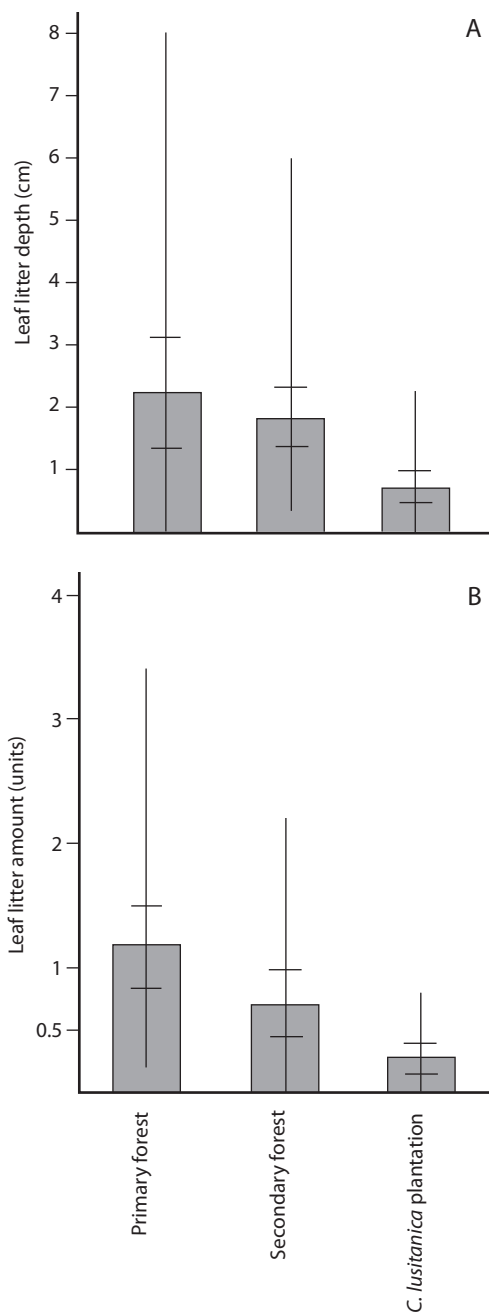 A
8
7
6
5
4
3
2
1
Leaf litter depth (cm)
B
4
3
2
1
0.5
Leaf litter amount (units)
Primary forest
Secondary forest
C. lusitanica plantation